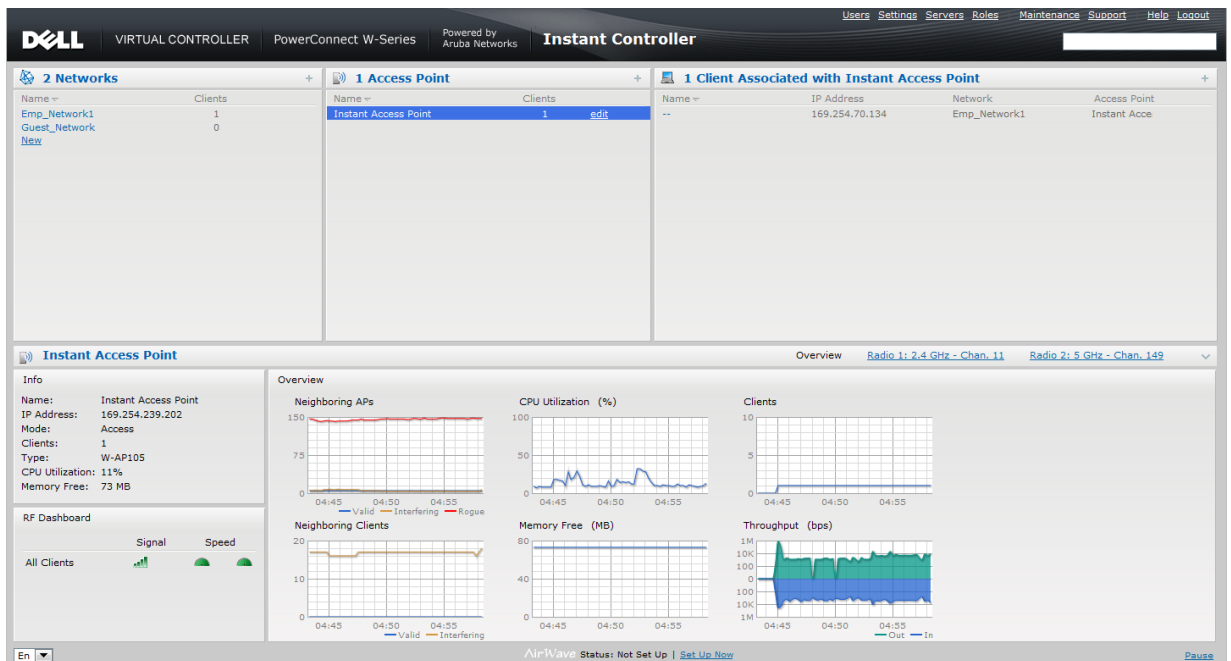 Users Settings Servers Roles Maintenance Support Help Logout
DELL VIRTUAL CONTROLLER PowerConnect W-Series Powered by Aruba Networks Instant Controller
2 Networks +
Name Clients
Emp_Network1 1
Guest_Network 0
New
1 Access Point +
Name Clients
Instant Access Point 1 edit
1 Client Associated with Instant Access Point +
Name IP Address Network Access Point
-- 169.254.70.134 Emp_Network1 Instant Acce
Instant Access Point Overview Radio 1: 2.4 GHz - Chan. 11 Radio 2: 5 GHz - Chan. 149
Info
Name: Instant Access Point
IP Address: 169.254.239.202
Mode: Access
Clients: 1
Type: W-AP105
CPU Utilization: 11%
Memory Free: 73 MB
RF Dashboard
Signal Speed
All Clients
Overview
Neighboring APs
150
75
0
04:45 04:50 04:55
Valid Interfering Rogue
CPU Utilization (%)
100
50
0
04:45 04:50 04:55
Clients
10
5
0
04:45 04:50 04:55
Neighboring Clients
20
10
0
04:45 04:50 04:55
Valid Interfering
Memory Free (MB)
80
40
0
04:45 04:50 04:55
Throughput (bps)
1M
10K
100
0
100
10K
1M
04:45 04:50 04:55
Out In
En AirWave Status: Not Set Up | Set Up Now Pause